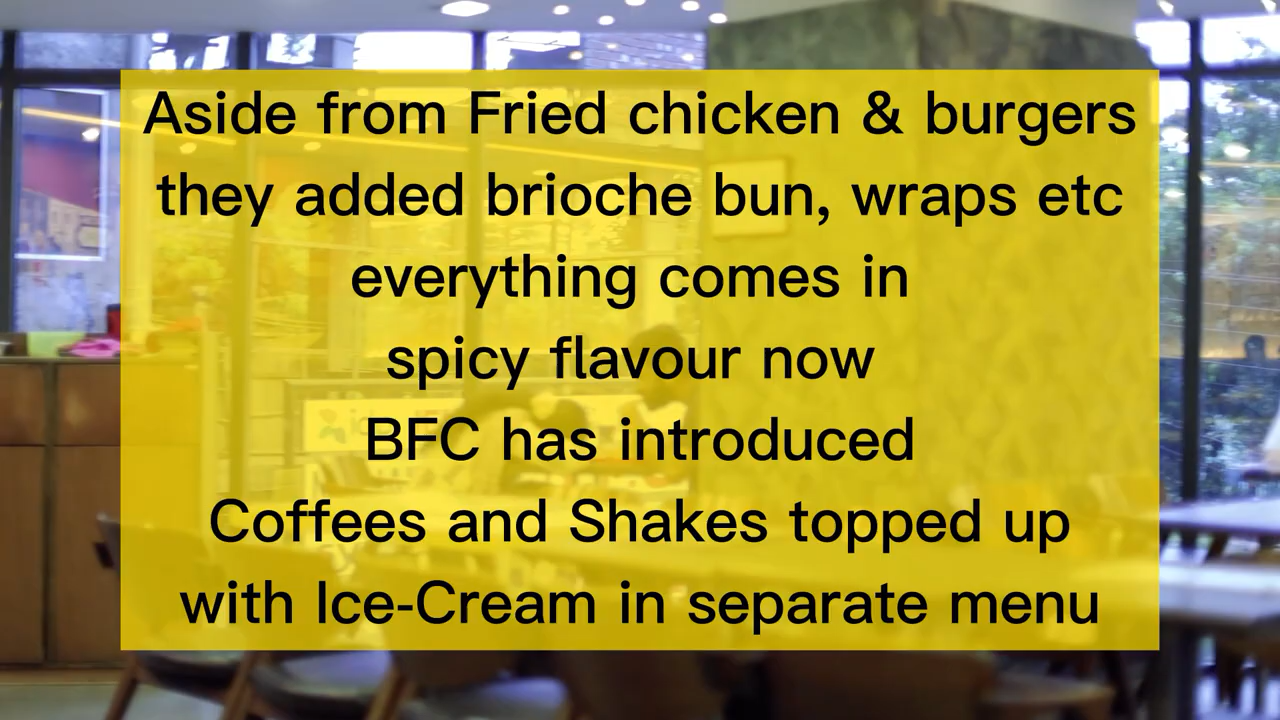 Aside from Fried chicken & burgers
they added brioche bun, wraps etc
everything comes in
spicy flavour now
BFC has introduced
Coffees and Shakes topped up
with Ice-Cream in separate menu